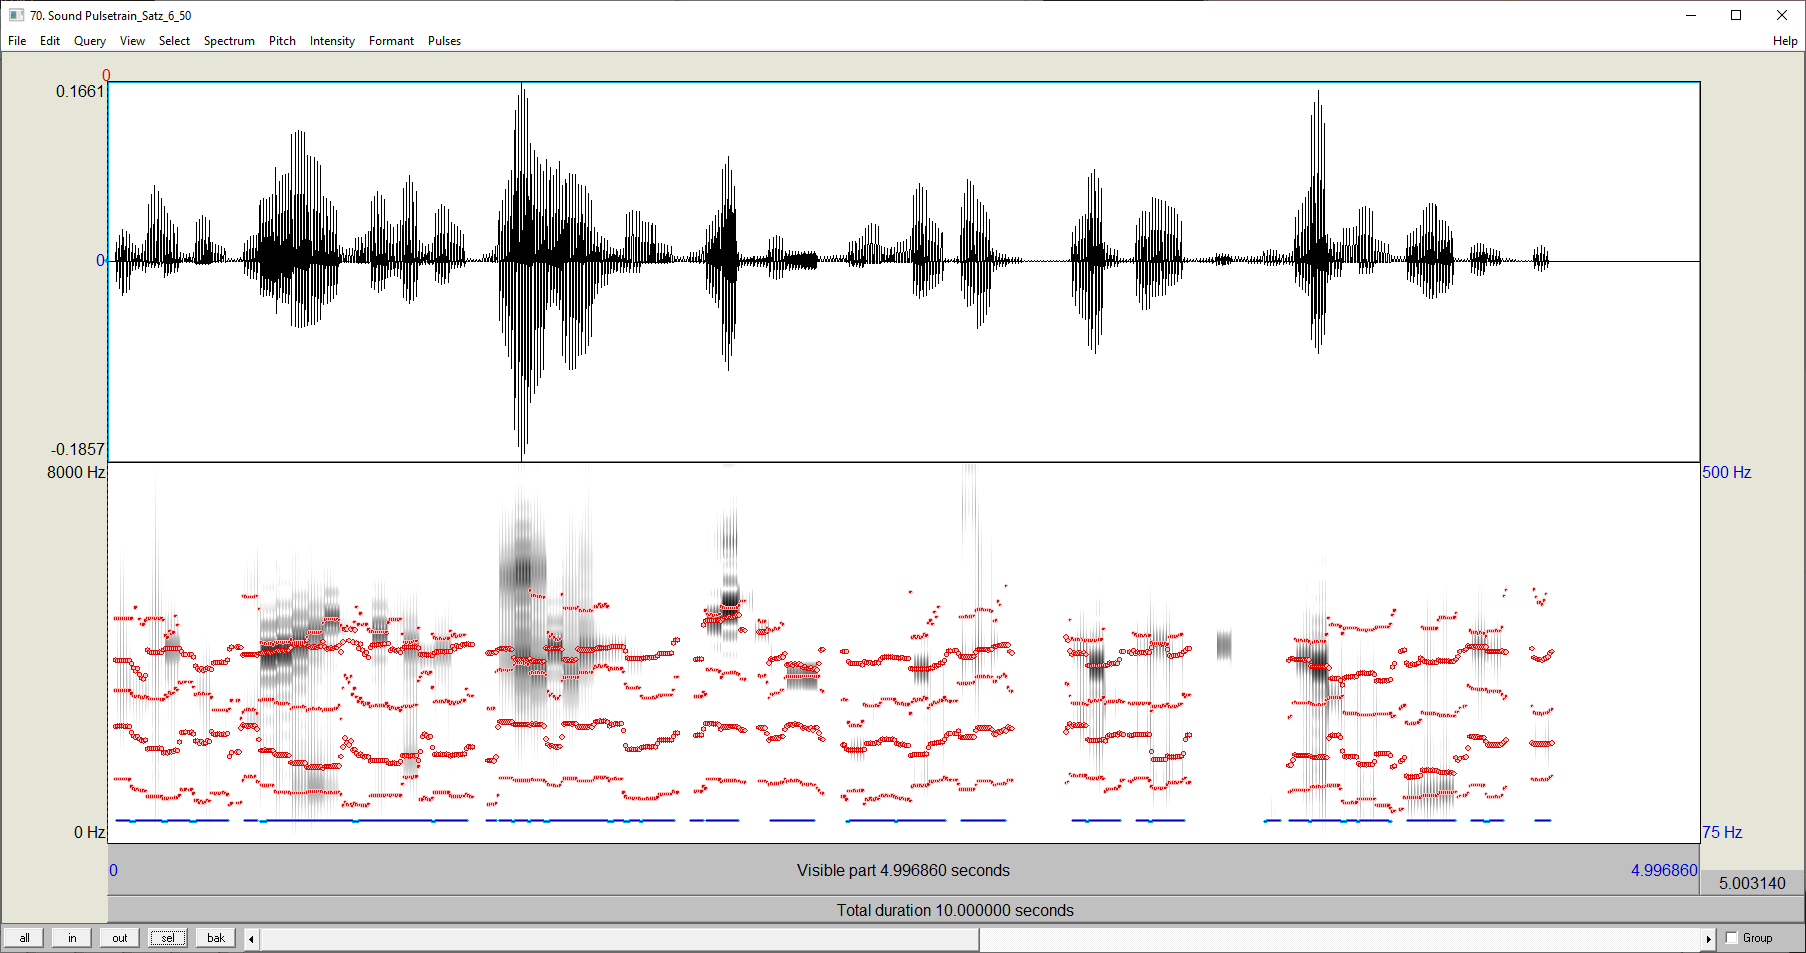 70. Sound Pulsetrain_Satz_6_50
File Edit Query View Select Spectrum Pitch Intensity Formant Pulses Help
0
0.1661
0
-0.1857
8000 Hz 500 Hz
0 Hz 75 Hz
0 Visible part 4.996860 seconds 4.996860
5.003140
Total duration 10.000000 seconds
all in out sel bak Group